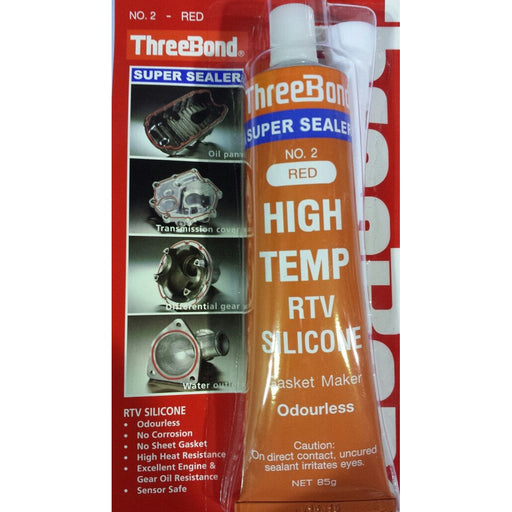 NO. 2 - RED
ThreeBond®
SUPER SEALER
Oil pan
Transmission cover
Differential gear
Water
RTV SILICONE
• Odourless
• No Corrosion
• No Sheet Gasket
• High Heat Resistance
• Excellent Engine &
Gear Oil Resistance
• Sensor Safe
ThreeBond
SUPER SEALER
NO. 2
RED
HIGH
TEMP
RTV
SILICONE
Gasket Maker
Odourless
Caution:
On direct contact, uncured
sealant irritates eyes.
NET 85g